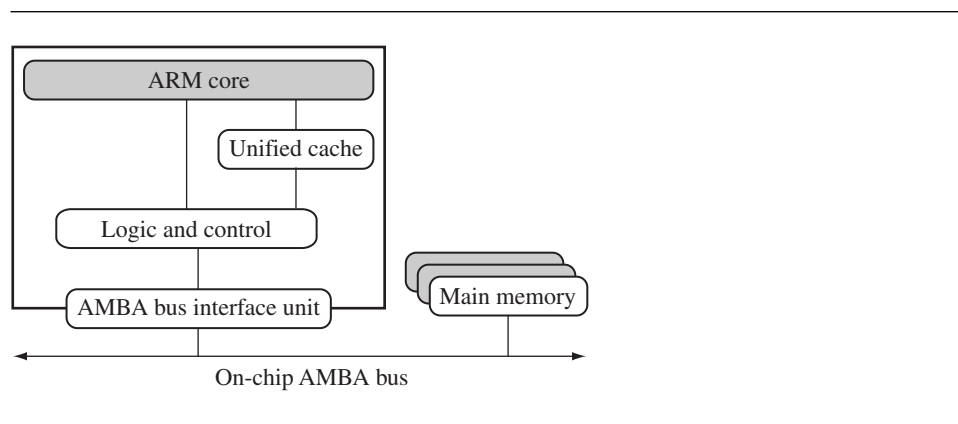 ARM core
Unified cache
Logic and control
AMBA bus interface unit
Main memory
On-chip AMBA bus